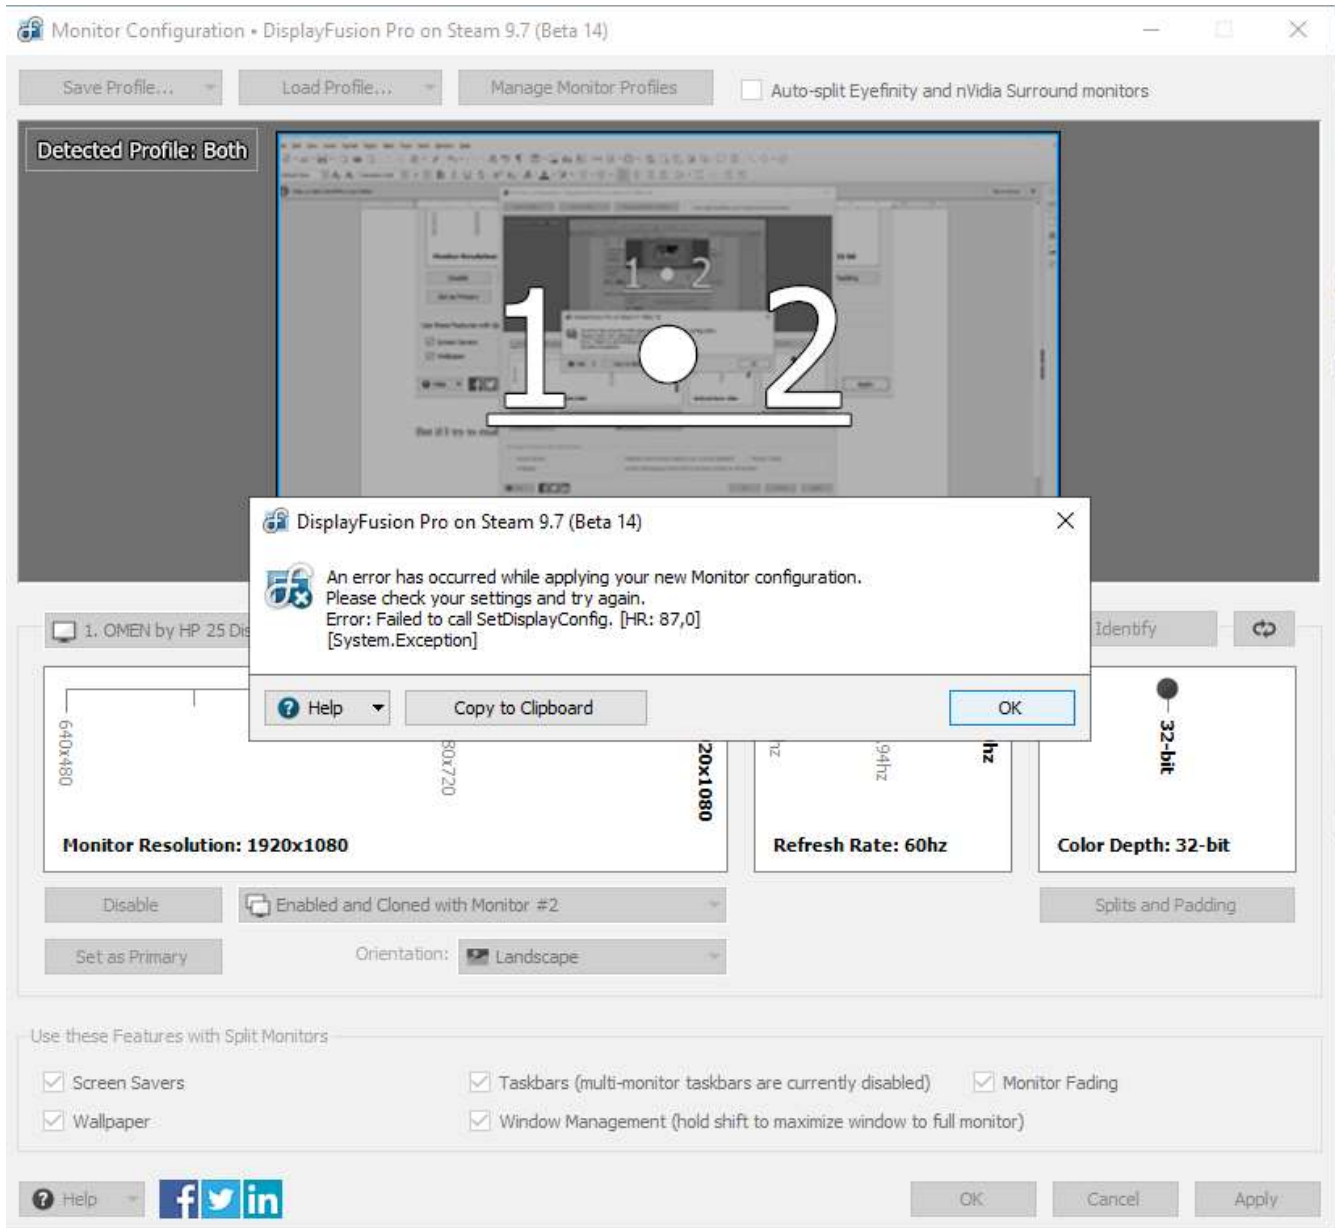 Monitor Configuration • DisplayFusion Pro on Steam 9.7 (Beta 14)
Save Profile... Load Profile... Manage Monitor Profiles Auto-split Eyefinity and nVidia Surround monitors
Detected Profile: Both
1 • 2
1 • 2
DisplayFusion Pro on Steam 9.7 (Beta 14)
An error has occurred while applying your new Monitor configuration.
Please check your settings and try again.
Error: Failed to call SetDisplayConfig. [HR: 87,0]
[System.Exception]
Help Copy to Clipboard OK
1. OMEN by HP 25 Identify
640x480 32-bit
Monitor Resolution: 1920x1080 Refresh Rate: 60hz Color Depth: 32-bit
Disable Enabled and Cloned with Monitor #2 Splits and Padding
Set as Primary Orientation: Landscape
Use these Features with Split Monitors
Screen Savers Taskbars (multi-monitor taskbars are currently disabled) Monitor Fading
Wallpaper Window Management (hold shift to maximize window to full monitor)
Help f in OK Cancel Apply